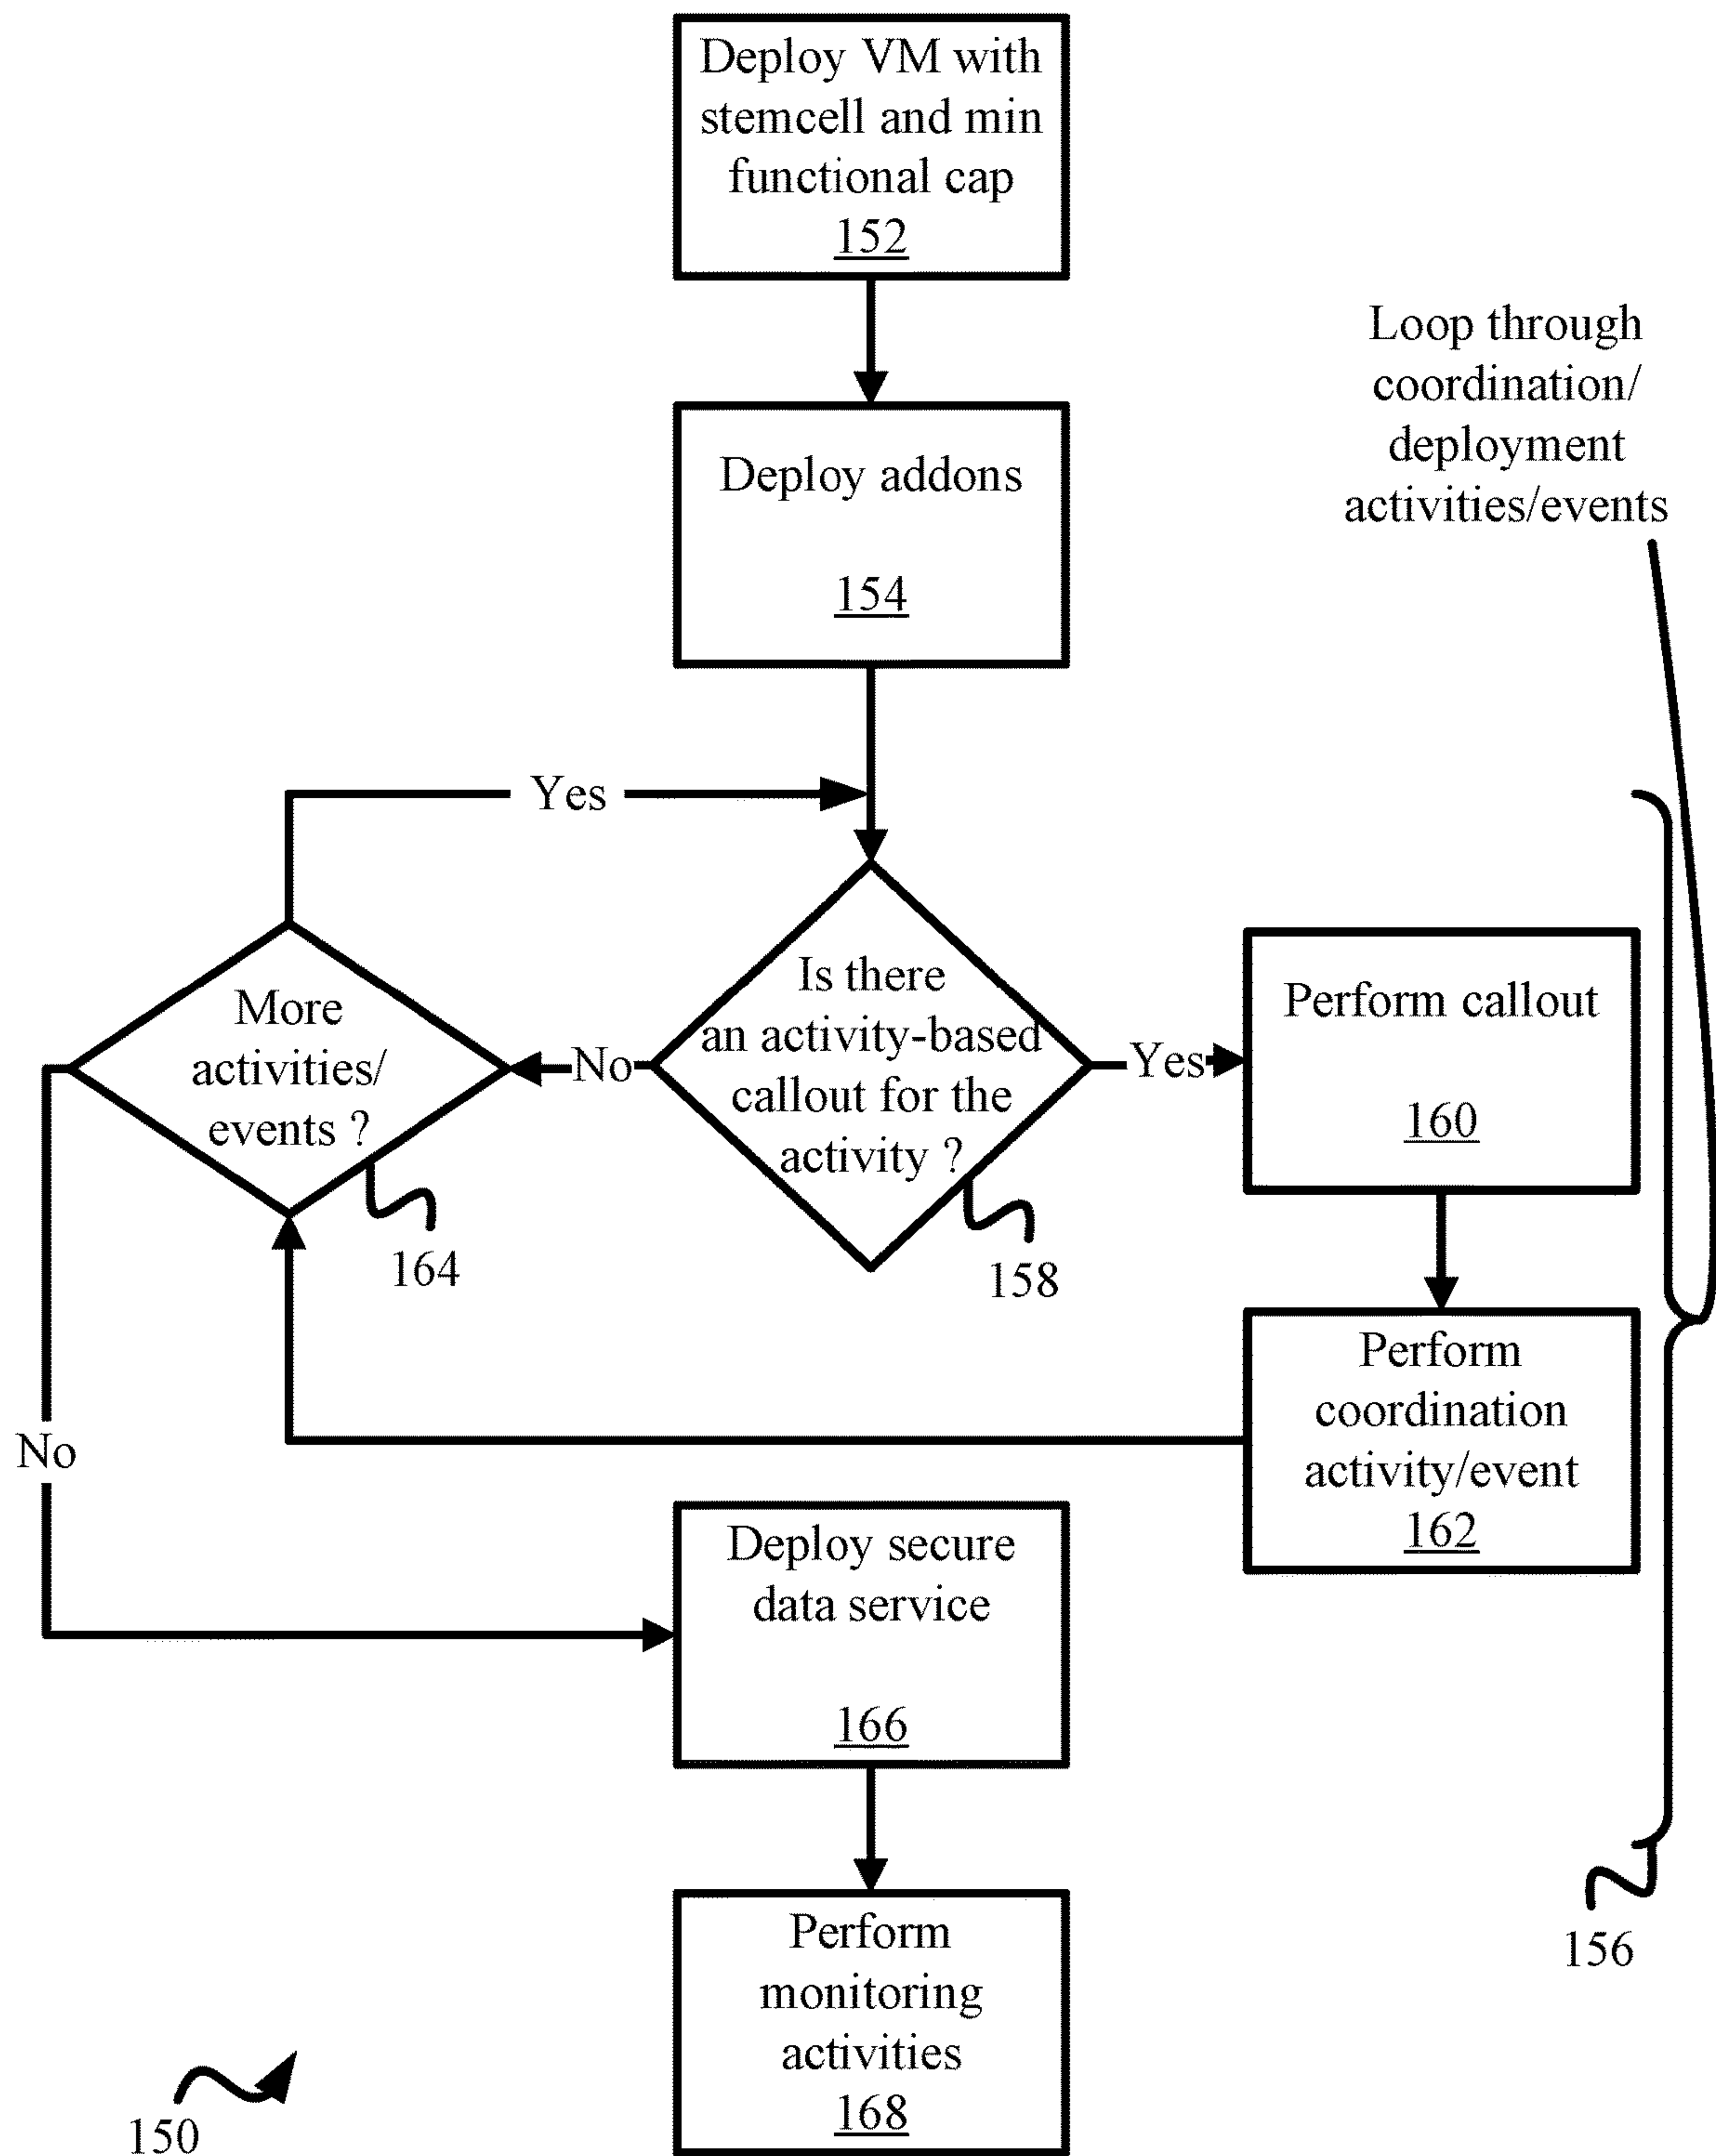 Deploy VM with
stemcell and min
functional cap
152
Loop through
coordination/
deployment
activities/events
Deploy addons
154
Yes
Is there
an activity-based
callout for the
activity ?
158
No
More
activities/
events ?
164
Yes
Perform callout
160
Perform
coordination
activity/event
162
No
Deploy secure
data service
166
Perform
monitoring
activities
168
156
150